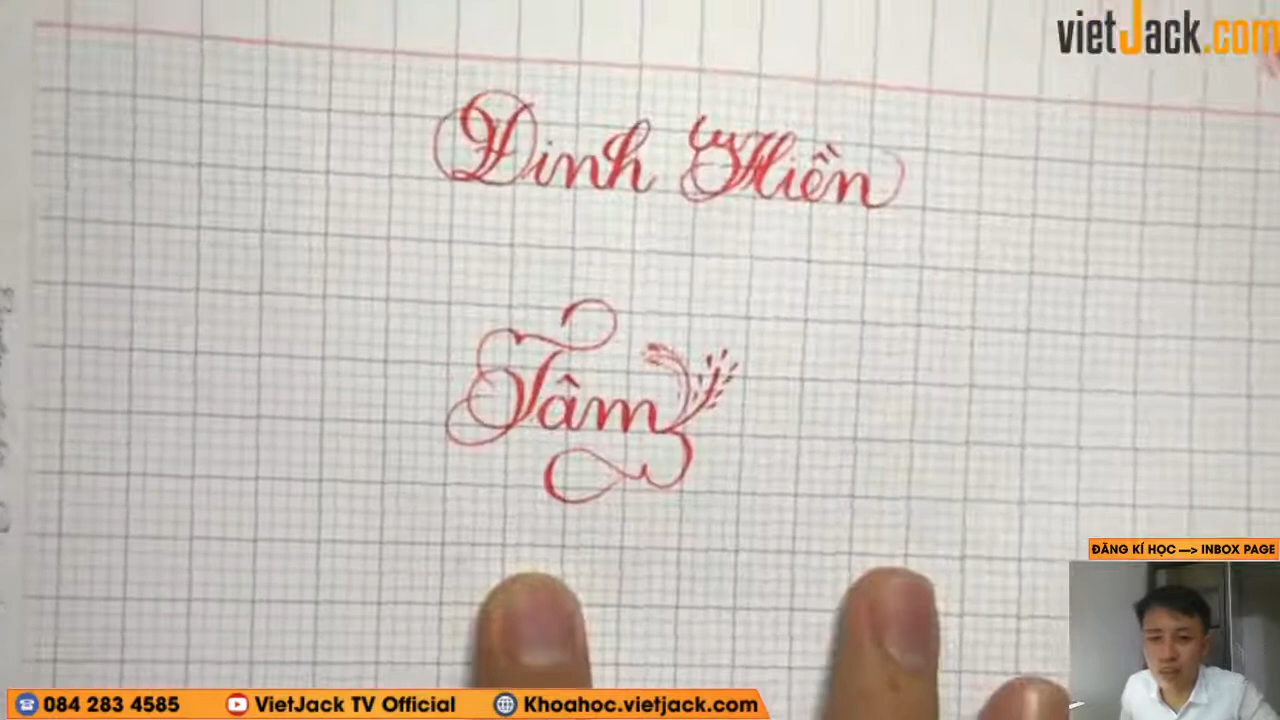 vietJack.com
Đinh Hiền
Tâm
ĐĂNG KÍ HỌC —> INBOX PAGE
084 283 4585
VietJack TV Official
Khoahoc.vietjack.com